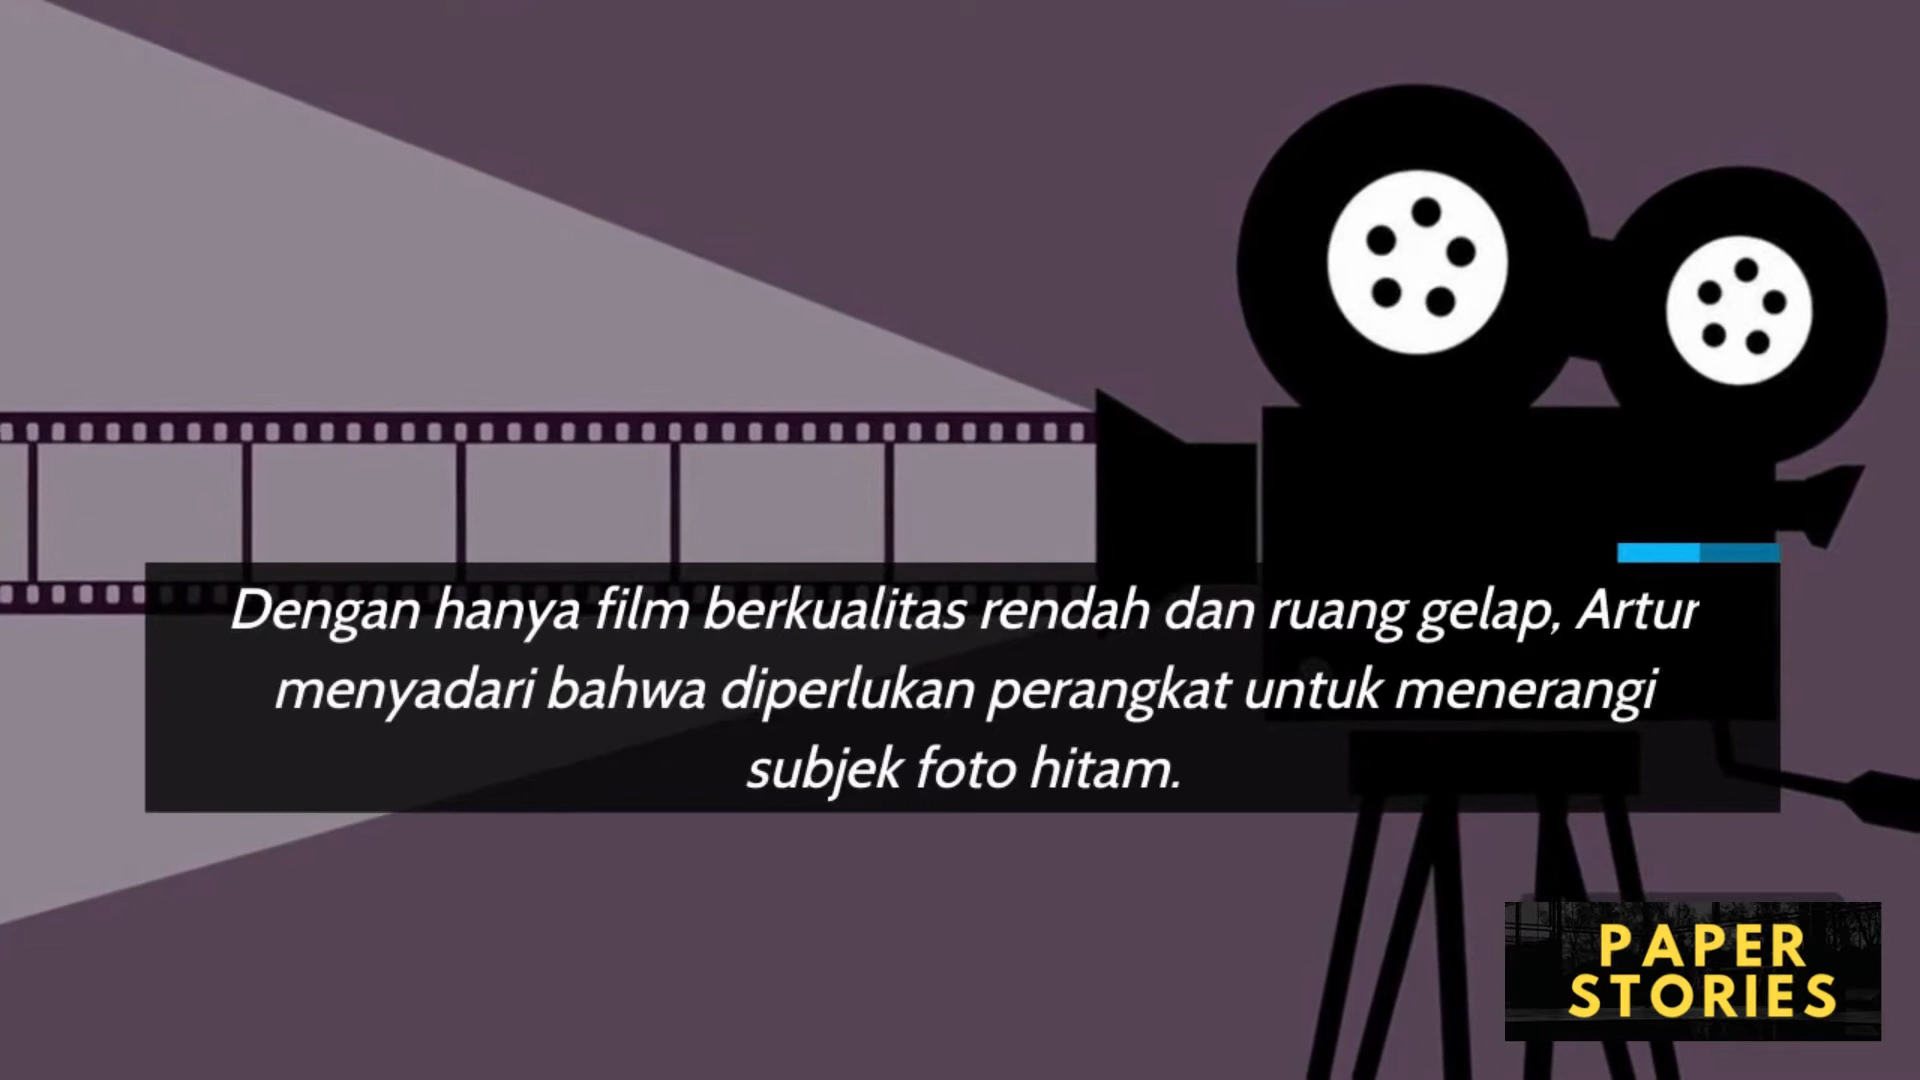 Dengan hanya film berkualitas rendah dan ruang gelap, Artur
menyadari bahwa diperlukan perangkat untuk menerangi
subjek foto hitam.
PAPER
STORIES